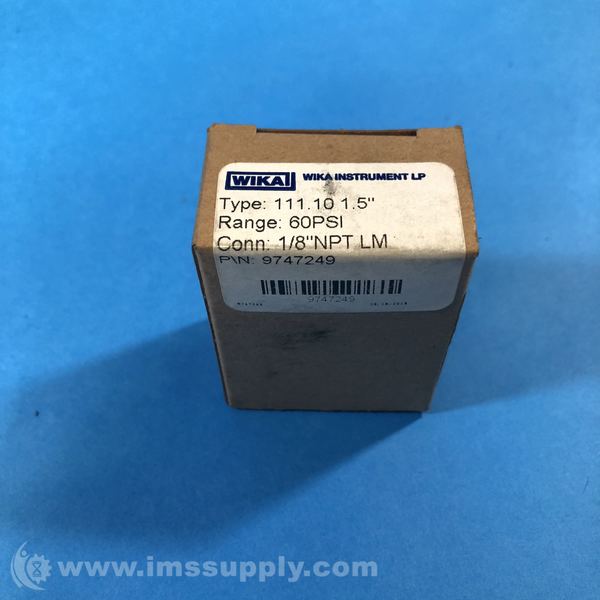 WIKA WIKA INSTRUMENT LP
Type: 111.10 1.5"
Range: 60PSI
Conn: 1/8"NPT LM
P\N: 9747249
9747249
www.imssupply.com